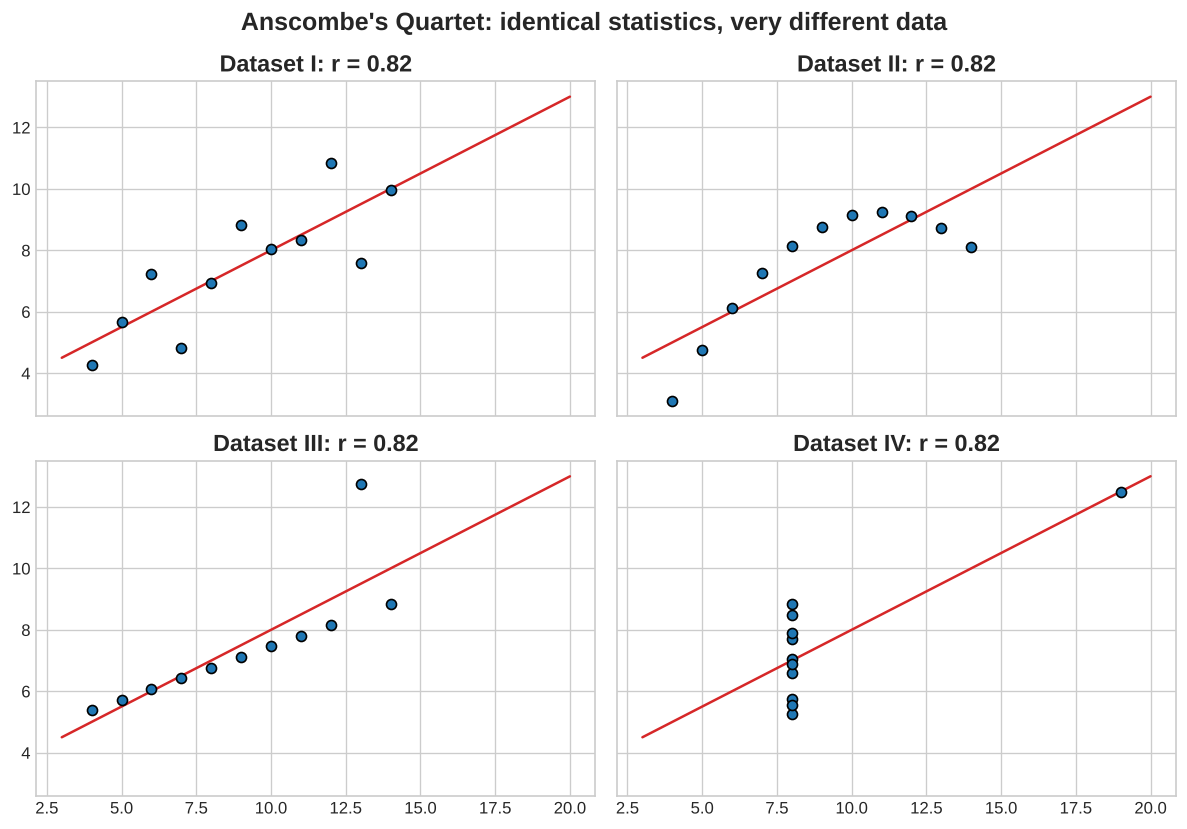 Anscombe's Quartet: identical statistics, very different data
Dataset I: r = 0.82
Dataset II: r = 0.82
12
10
8
6
4
Dataset III: r = 0.82
Dataset IV: r = 0.82
12
10
8
6
4
2.5 5.0 7.5 10.0 12.5 15.0 17.5 20.0
2.5 5.0 7.5 10.0 12.5 15.0 17.5 20.0